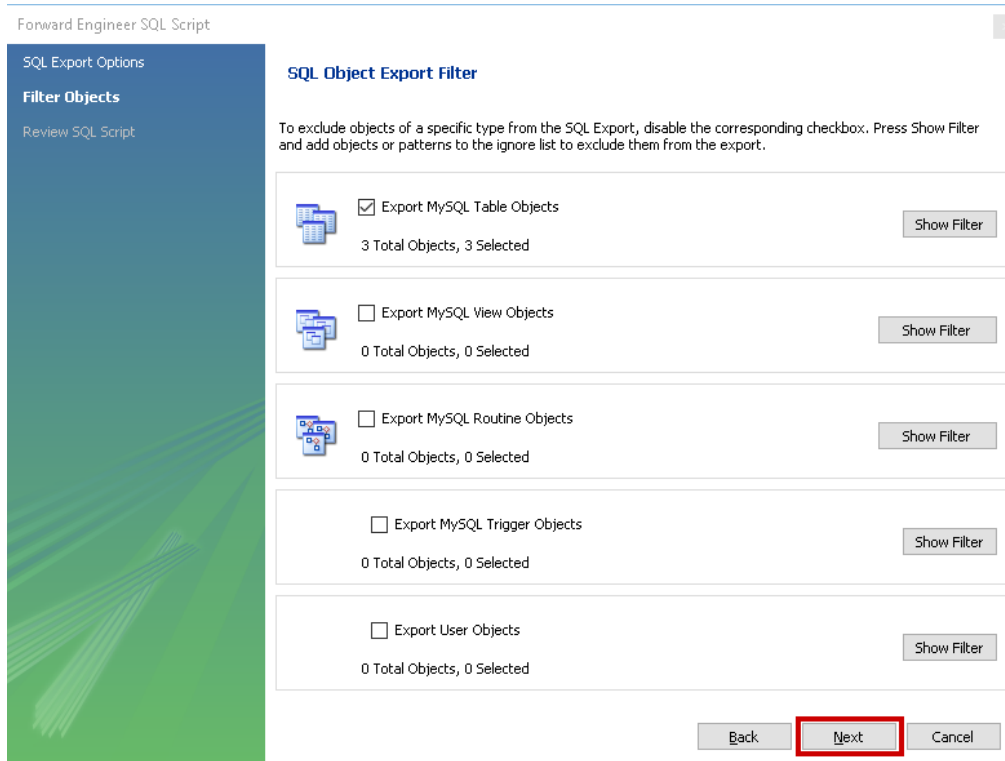 Forward Engineer SQL Script
SQL Export Options
Filter Objects
Review SQL Script
SQL Object Export Filter
To exclude objects of a specific type from the SQL Export, disable the corresponding checkbox. Press Show Filter
and add objects or patterns to the ignore list to exclude them from the export.
Export MySQL Table Objects
3 Total Objects, 3 Selected
Show Filter
Export MySQL View Objects
0 Total Objects, 0 Selected
Show Filter
Export MySQL Routine Objects
0 Total Objects, 0 Selected
Show Filter
Export MySQL Trigger Objects
0 Total Objects, 0 Selected
Show Filter
Export User Objects
0 Total Objects, 0 Selected
Show Filter
Back
Next
Cancel